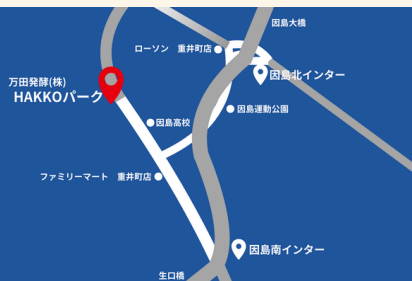 因島大橋
ローソン 重井町店
因島北インター
万田発酵(株)
HAKKOパーク
因島運動公園
因島高校
ファミリーマート 重井町店
因島南インター
生口橋